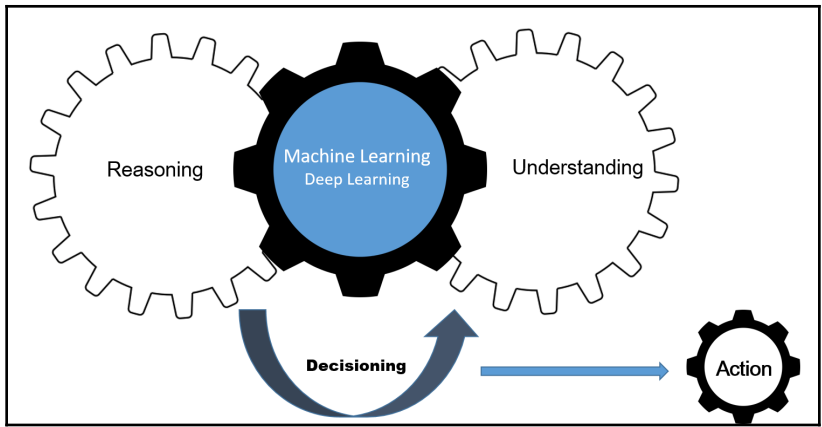 Reasoning
Machine Learning
Deep Learning
Understanding
Decisioning
Action